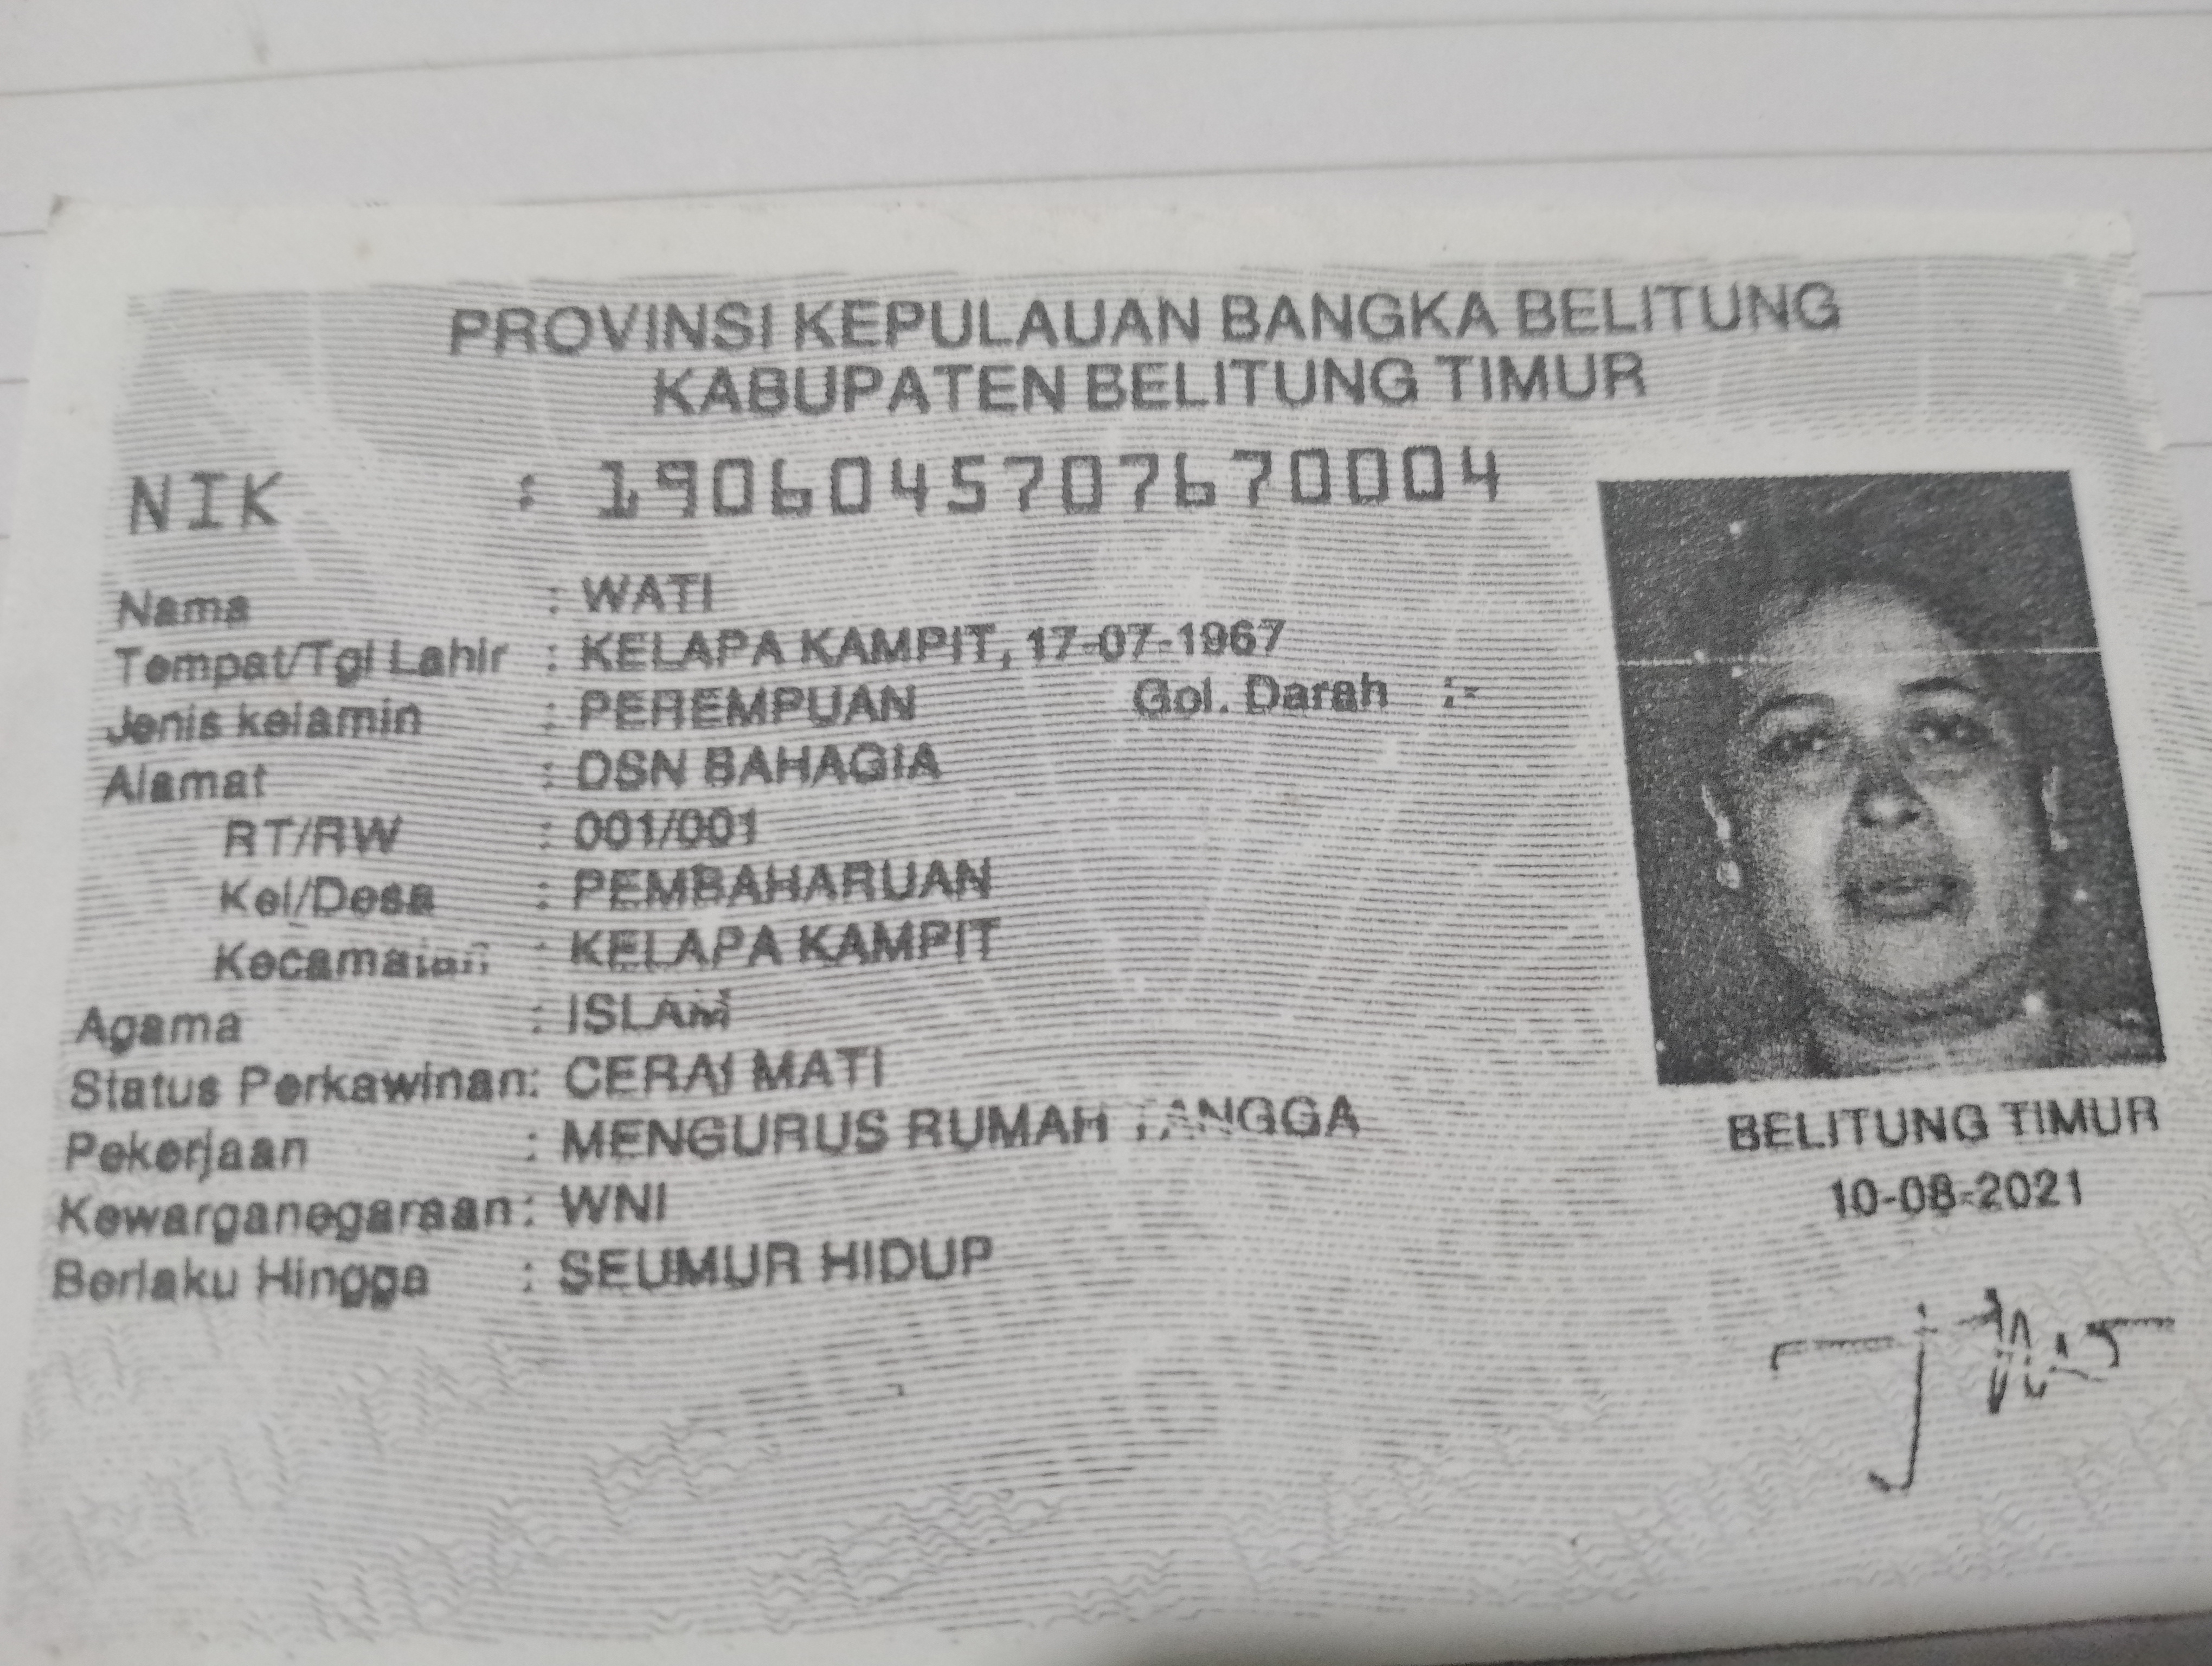 PROVINSI KEPULAUAN BANGKA BELITUNG
KABUPATEN BELITUNG TIMUR
NIK : 1906045707670004
Nama : WATI
Tempat/Tgl Lahir : KELAPA KAMPIT, 17-07-1967
Jenis kelamin : PEREMPUAN Gol. Darah :-
Alamat : DSN BAHAGIA
RT/RW : 001/001
Kel/Desa : PEMBAHARUAN
Kecamatan : KELAPA KAMPIT
Agama : ISLAM
Status Perkawinan: CERAI MATI
Pekerjaan : MENGURUS RUMAH TANGGA
Kewarganegaraan: WNI
Berlaku Hingga : SEUMUR HIDUP
BELITUNG TIMUR
10-08-2021